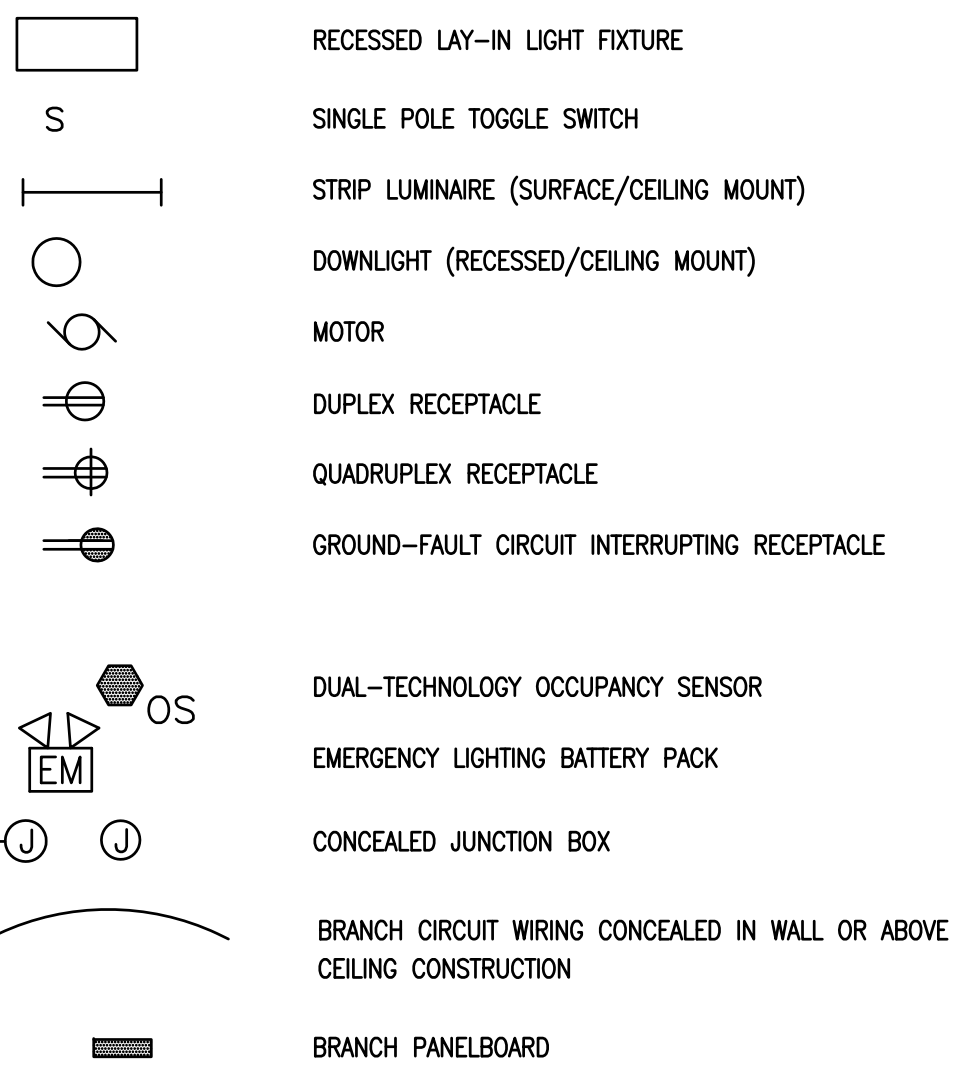 RECESSED LAY-IN LIGHT FIXTURE
S SINGLE POLE TOGGLE SWITCH
STRIP LUMINAIRE (SURFACE/CEILING MOUNT)
DOWNLIGHT (RECESSED/CEILING MOUNT)
MOTOR
DUPLEX RECEPTACLE
QUADRUPLEX RECEPTACLE
GROUND-FAULT CIRCUIT INTERRUPTING RECEPTACLE
OS DUAL-TECHNOLOGY OCCUPANCY SENSOR
EM EMERGENCY LIGHTING BATTERY PACK
J J CONCEALED JUNCTION BOX
BRANCH CIRCUIT WIRING CONCEALED IN WALL OR ABOVE
CEILING CONSTRUCTION
BRANCH PANELBOARD